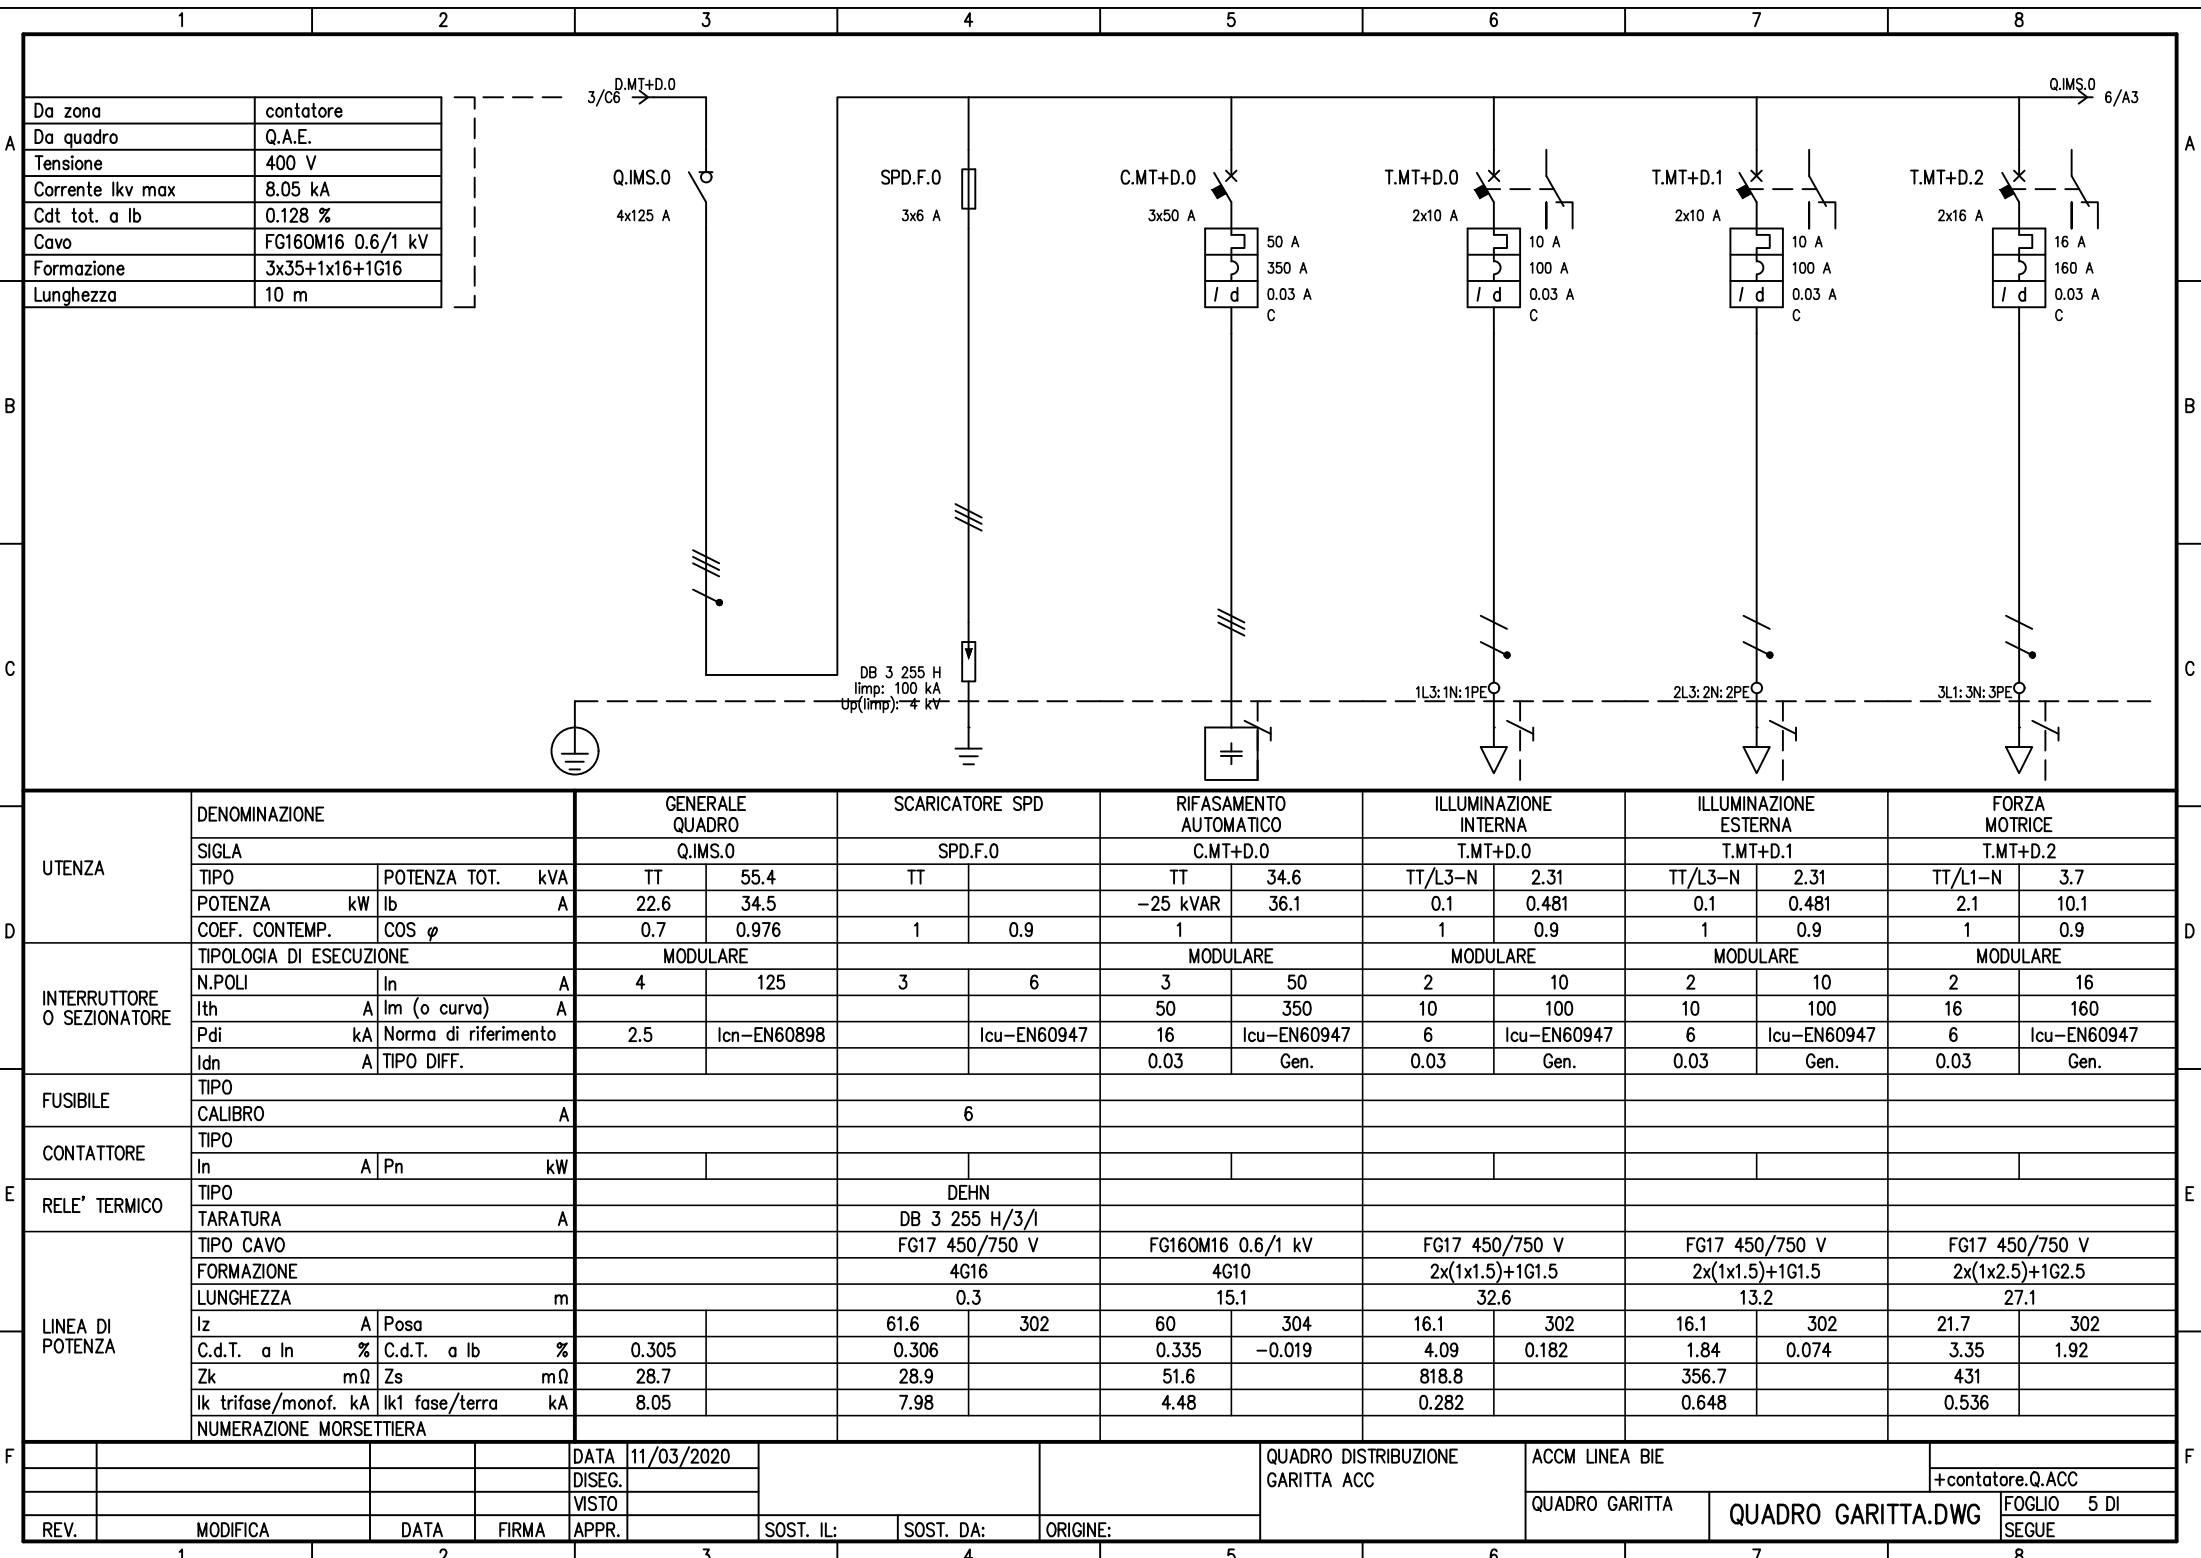 1 2 3 4 5 6 7 8
D.MT+D.0
3/C6
Q.IMS.0
6/A3
Da zona contatore
Da quadro Q.A.E.
Tensione 400 V
Corrente Ikv max 8.05 kA
Cdt tot. a Ib 0.128 %
Cavo FG16OM16 0.6/1 kV
Formazione 3x35+1x16+1G16
Lunghezza 10 m
A A
Q.IMS.0 SPD.F.0 C.MT+D.0 T.MT+D.0 T.MT+D.1 T.MT+D.2
4x125 A 3x6 A 3x50 A 2x10 A 2x10 A 2x16 A
50 A 10 A 10 A 16 A
350 A 100 A 100 A 160 A
I d 0.03 A I d 0.03 A I d 0.03 A I d 0.03 A
C C C C
B B
C C
DB 3 255 H
Iimp: 100 kA
Up(Iimp): 4 kV
1L3:1N:1PE 2L3:2N:2PE 3L1:3N:3PE
UTENZA
DENOMINAZIONE GENERALE QUADRO SCARICATORE SPD RIFASAMENTO AUTOMATICO ILLUMINAZIONE INTERNA ILLUMINAZIONE ESTERNA FORZA MOTRICE
SIGLA Q.IMS.0 SPD.F.0 C.MT+D.0 T.MT+D.0 T.MT+D.1 T.MT+D.2
TIPO POTENZA TOT. kVA TT 55.4 TT TT 34.6 TT/L3-N 2.31 TT/L3-N 2.31 TT/L1-N 3.7
POTENZA kW Ib A 22.6 34.5 -25 kVAR 36.1 0.1 0.481 0.1 0.481 2.1 10.1
D COEF. CONTEMP. COS φ 0.7 0.976 1 0.9 1 1 0.9 1 0.9 1 0.9 D
INTERRUTTORE
O SEZIONATORE
TIPOLOGIA DI ESECUZIONE MODULARE MODULARE MODULARE MODULARE MODULARE
N.POLI In A 4 125 3 6 3 50 2 10 2 10 2 16
Ith A Im (o curva) A 50 350 10 100 10 100 16 160
Pdi kA Norma di riferimento 2.5 Icn-EN60898 Icu-EN60947 16 Icu-EN60947 6 Icu-EN60947 6 Icu-EN60947 6 Icu-EN60947
Idn A TIPO DIFF. 0.03 Gen. 0.03 Gen. 0.03 Gen. 0.03 Gen.
FUSIBILE
TIPO
CALIBRO A 6
CONTATTORE
TIPO
In A Pn kW
E E
RELE' TERMICO
TIPO DEHN
TARATURA A DB 3 255 H/3/I
LINEA DI
POTENZA
TIPO CAVO FG17 450/750 V FG16OM16 0.6/1 kV FG17 450/750 V FG17 450/750 V FG17 450/750 V
FORMAZIONE 4G16 4G10 2x(1x1.5)+1G1.5 2x(1x1.5)+1G1.5 2x(1x2.5)+1G2.5
LUNGHEZZA m 0.3 15.1 32.6 13.2 27.1
Iz A Posa 61.6 302 60 304 16.1 302 16.1 302 21.7 302
C.d.T. a In % C.d.T. a Ib % 0.305 0.306 0.335 -0.019 4.09 0.182 1.84 0.074 3.35 1.92
Zk mΩ Zs mΩ 28.7 28.9 51.6 818.8 356.7 431
Ik trifase/monof. kA Ik1 fase/terra kA 8.05 7.98 4.48 0.282 0.648 0.536
NUMERAZIONE MORSETTIERA
F F
DATA 11/03/2020
DISEG.
VISTO
REV. MODIFICA DATA FIRMA APPR. SOST. IL: SOST. DA: ORIGINE:
QUADRO DISTRIBUZIONE
GARITTA ACC
ACCM LINEA BIE
+contatore.Q.ACC
QUADRO GARITTA
QUADRO GARITTA.DWG
FOGLIO 5 DI
SEGUE
1 2 3 4 5 6 7 8